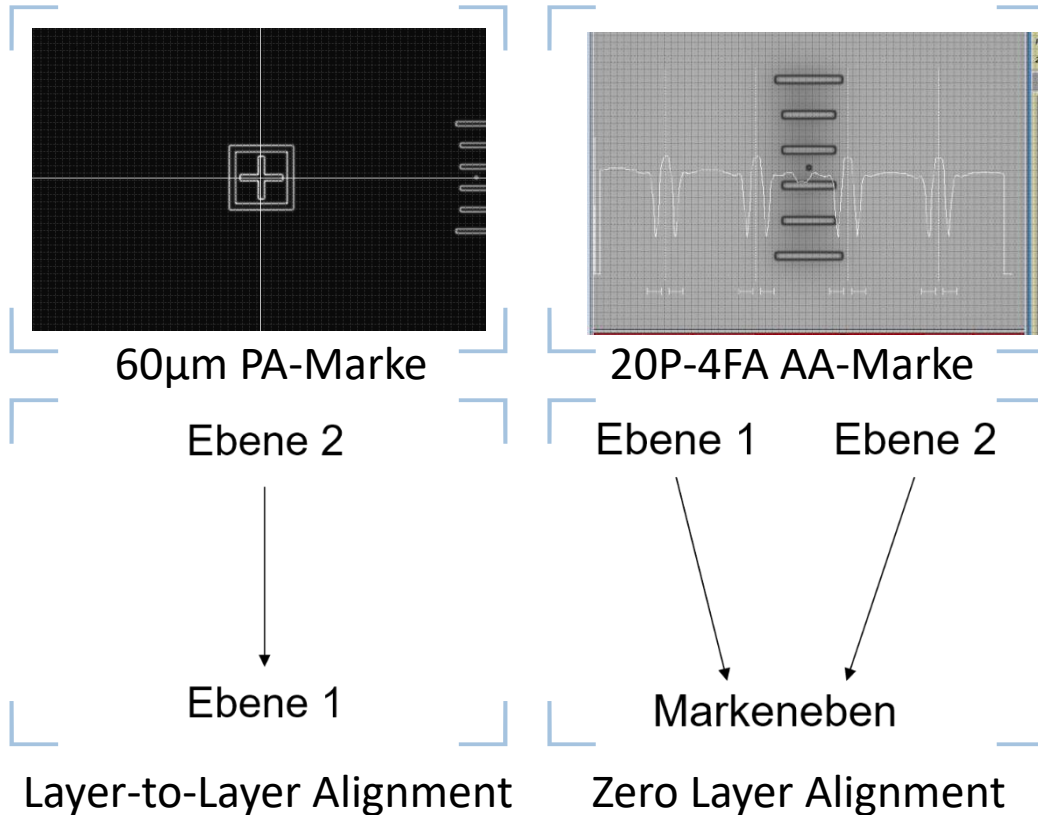 60µm PA-Marke
20P-4FA AA-Marke
Ebene 2
Ebene 1
Ebene 1 Ebene 2
Markeneben
Layer-to-Layer Alignment
Zero Layer Alignment